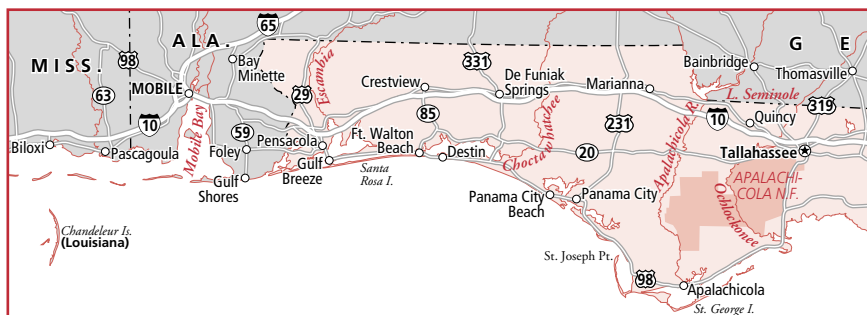 65
A L A.
G E
M I S S.
98
Bay
Minette
331
Bainbridge
Thomasville
MOBILE
63
Escambia
29
Crestview
De Funiak
Springs
Marianna
L. Seminole
319
10
Mobile Bay
59
85
Choctawhatchee
231
Apalachicola R.
10
Quincy
Biloxi
Pascagoula
Foley
Pensacola
Ft. Walton
Beach
Destin
20
Tallahassee
Gulf
Shores
Gulf
Breeze
Santa
Rosa I.
Panama City
Beach
Panama City
APALACHI-
COLA N.F.
Ochlockonee
Chandeleur Is.
(Louisiana)
St. Joseph Pt.
98
Apalachicola
St. George I.